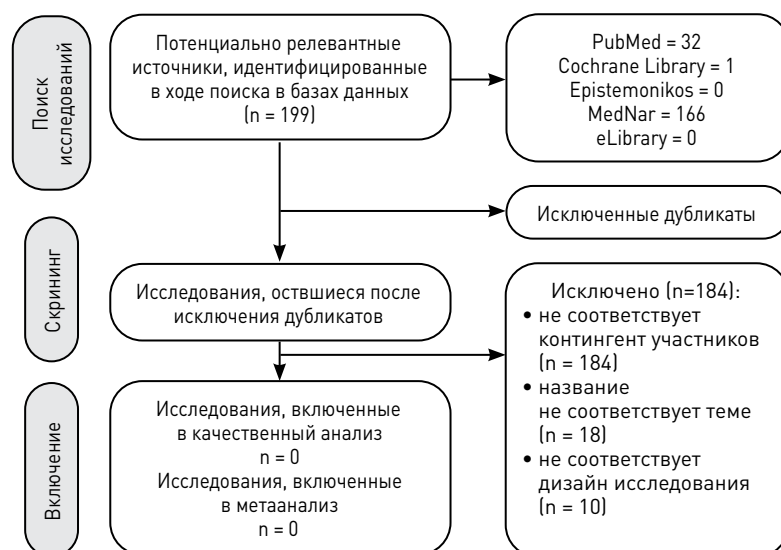 Поиск
исследований
Потенциально релевантные
источники, идентифицированные
в ходе поиска в базах данных
(n = 199)
PubMed = 32
Cochrane Library = 1
Epistemonikos = 0
MedNar = 166
eLibrary = 0
Исключенные дубликаты
Скрининг
Исследования, оствшиеся после
исключения дубликатов
Исключено (n=184):
• не соответствует
контингент участников
(n = 184)
• название
не соответствует теме
(n = 18)
• не соответствует
дизайн исследования
(n = 10)
Включение
Исследования, включенные
в качественный анализ
n = 0
Исследования, включенные
в метаанализ
n = 0